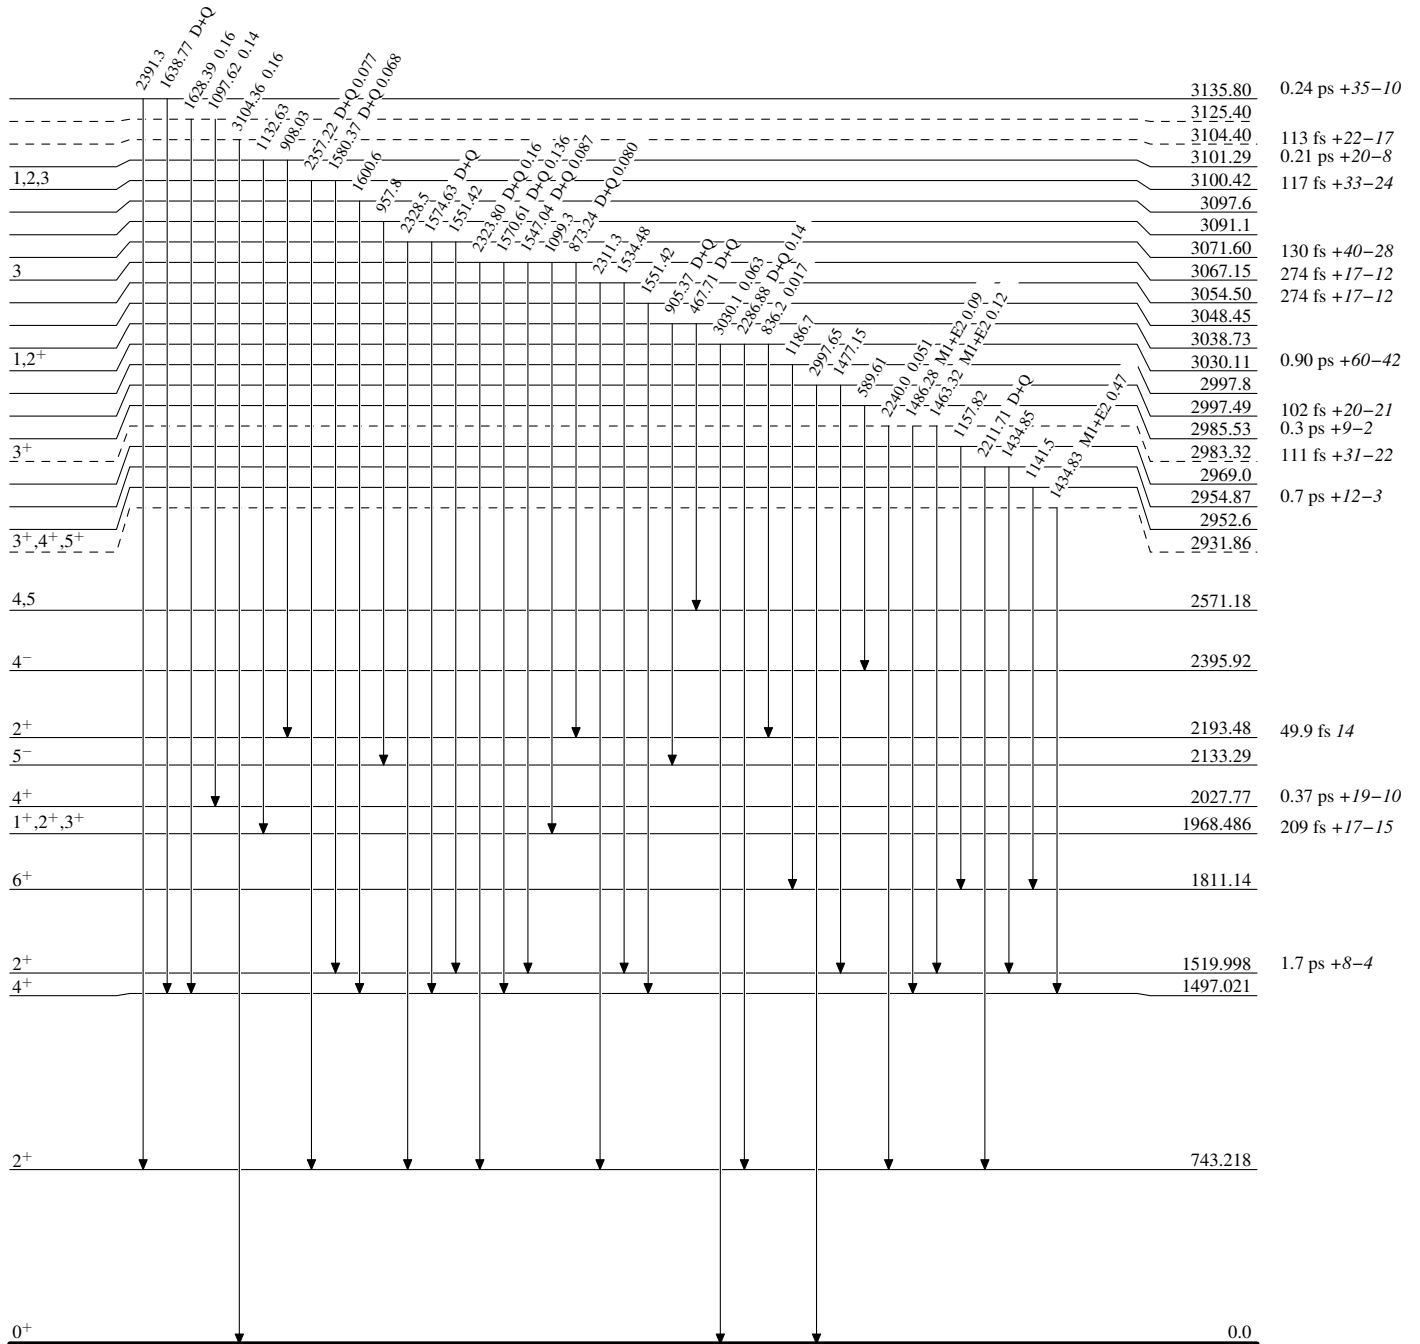 2391.3
1638.77 D+Q
1628.39 0.16
1097.62 0.14
3104.36 0.16
1132.63
908.03
2357.22 D+Q 0.077
1580.37 D+Q 0.068
1600.6
957.8
2328.5
1574.63 D+Q
1551.42
2323.80 D+Q 0.16
1570.61 D+Q 0.136
1547.04 D+Q 0.087
1099.3
873.24 D+Q 0.080
2311.3
1534.48
1551.42
905.37 D+Q
467.71 D+Q
3030.1 0.063
2286.88 D+Q 0.14
836.2 0.017
1186.7
2997.65
1477.15
589.61
2240.0 0.051
1486.28 M1+E2 0.09
1463.32 M1+E2 0.12
1157.82
2211.71 D+Q
1434.85
1141.5
1434.83 M1+E2 0.47
3135.80 0.24 ps +35−10
3125.40
3104.40 113 fs +22−17
3101.29 0.21 ps +20−8
1,2,3 3100.42 117 fs +33−24
3097.6
3091.1
3071.60 130 fs +40−28
3 3067.15 274 fs +17−12
3054.50 274 fs +17−12
3048.45
3038.73
1,2⁺ 3030.11 0.90 ps +60−42
2997.8
2997.49 102 fs +20−21
2985.53 0.3 ps +9−2
3⁺ 2983.32 111 fs +31−22
2969.0
2954.87 0.7 ps +12−3
2952.6
3⁺,4⁺,5⁺ 2931.86
4,5 2571.18
4⁻ 2395.92
2⁺ 2193.48 49.9 fs 14
5⁻ 2133.29
4⁺ 2027.77 0.37 ps +19−10
1⁺,2⁺,3⁺ 1968.486 209 fs +17−15
6⁺ 1811.14
2⁺ 1519.998 1.7 ps +8−4
4⁺ 1497.021
2⁺ 743.218
0⁺ 0.0